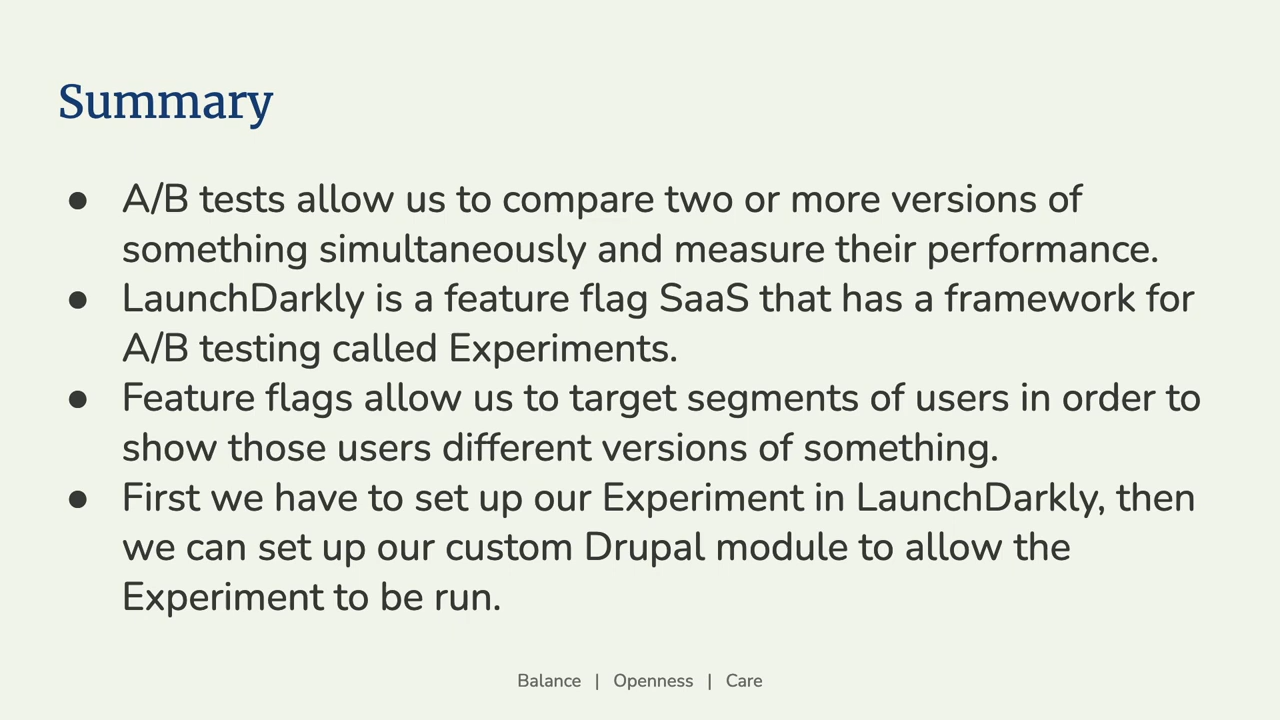 Summary
● A/B tests allow us to compare two or more versions of
something simultaneously and measure their performance.
● LaunchDarkly is a feature flag SaaS that has a framework for
A/B testing called Experiments.
● Feature flags allow us to target segments of users in order to
show those users different versions of something.
● First we have to set up our Experiment in LaunchDarkly, then
we can set up our custom Drupal module to allow the
Experiment to be run.
Balance | Openness | Care